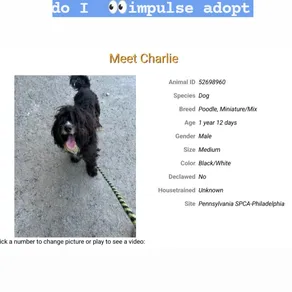 do I 👀impulse adopt
Meet Charlie
Animal ID 52698960
Species Dog
Breed Poodle, Miniature/Mix
Age 1 year 12 days
Gender Male
Size Medium
Color Black/White
Declawed No
Housetrained Unknown
Site Pennsylvania SPCA-Philadelphia
ick a number to change picture or play to see a video: